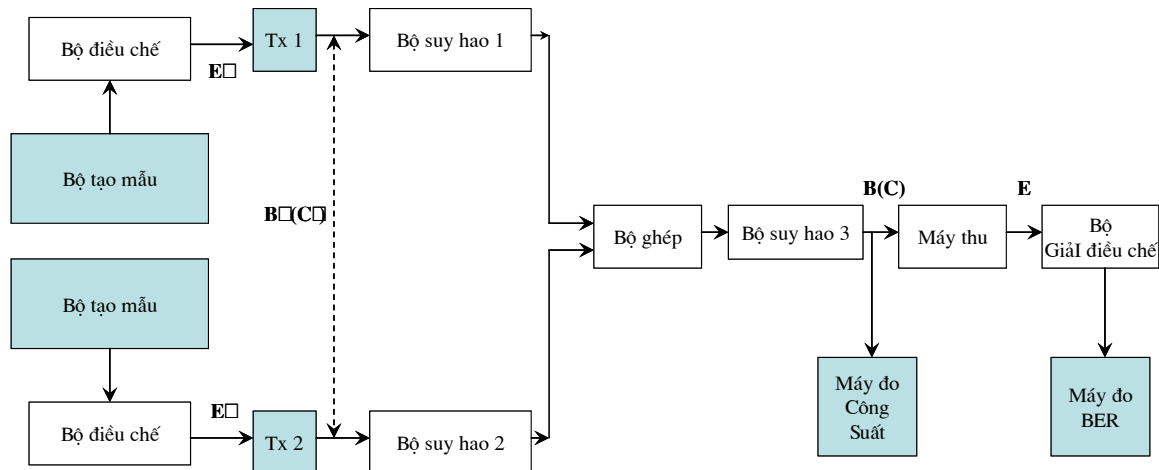 Bộ điều chế
Tx 1
Bộ suy hao 1
E□
Bộ tạo mẫu
B□(C□)
B(C)
E
Bộ ghép
Bộ suy hao 3
Máy thu
Bộ
GiảI điều chế
Bộ tạo mẫu
Máy đo
Công
Suất
Máy đo
BER
E□
Bộ điều chế
Tx 2
Bộ suy hao 2